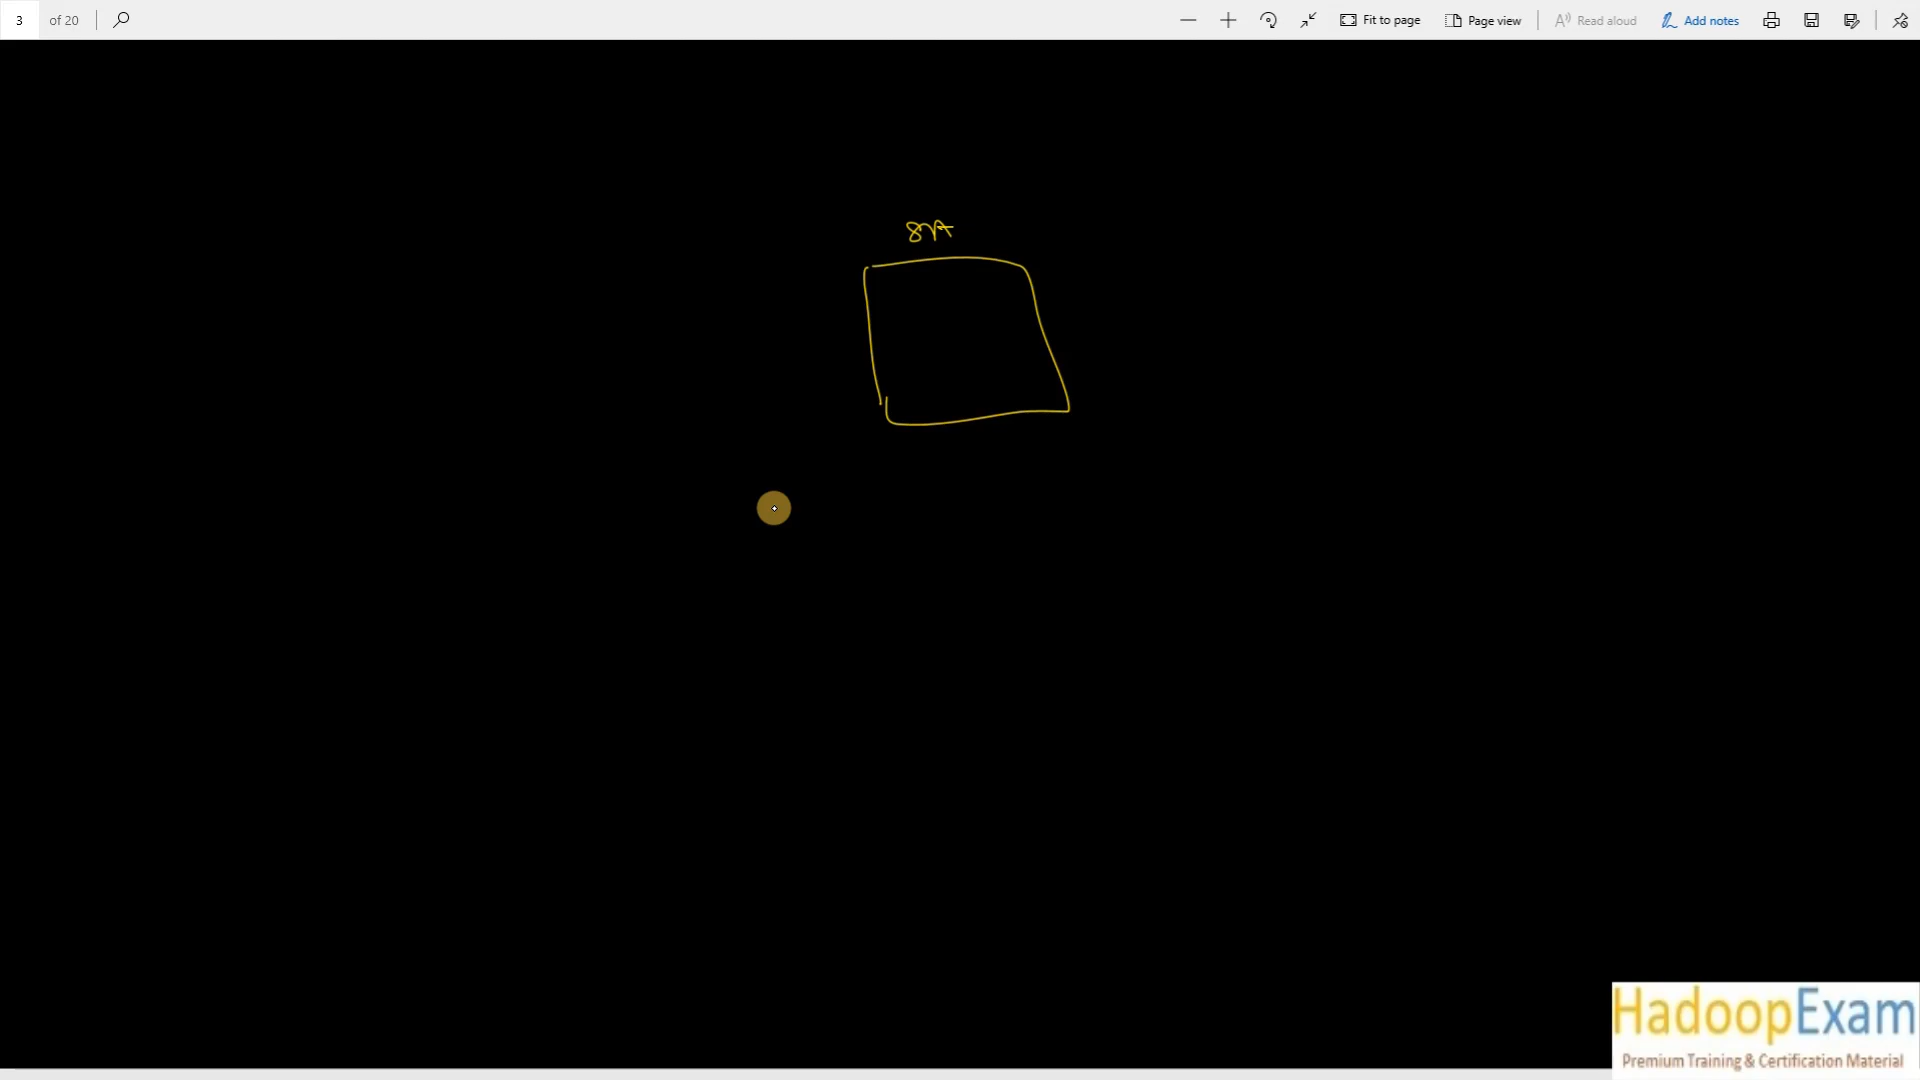 3 of 20 Fit to page Page view Read aloud Add notes
HadoopExam
Premium Training & Certification Material